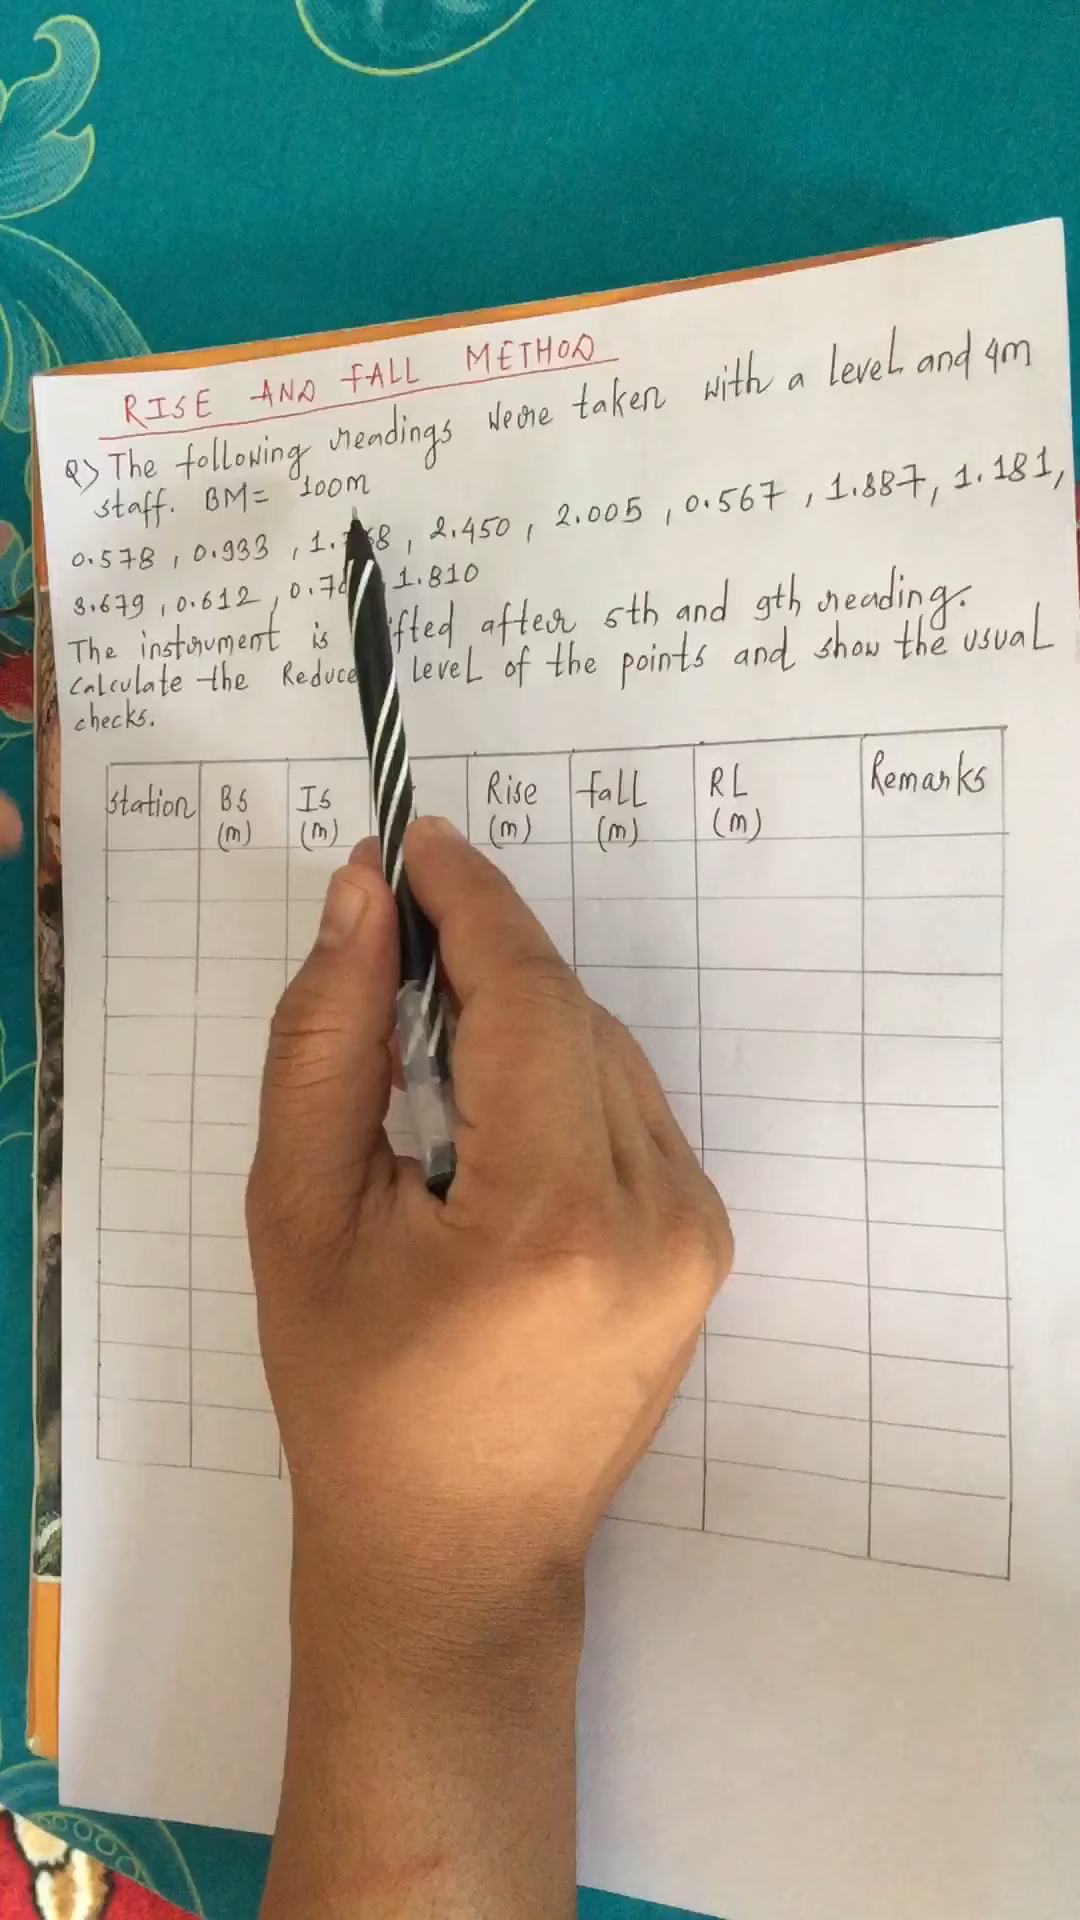 RISE AND FALL METHOD
Q> The following readings were taken with a level and 4m
staff. BM= 100m
0.578, 0.933, 2.450, 2.005, 0.567, 1.887, 1.181,
3.679, 0.612, 1.810
The instrument is after 5th and 9th reading.
Calculate the level of the points and show the usual
checks.
Station Bs (m) Is (m) Rise (m) fall (m) RL (m) Remarks